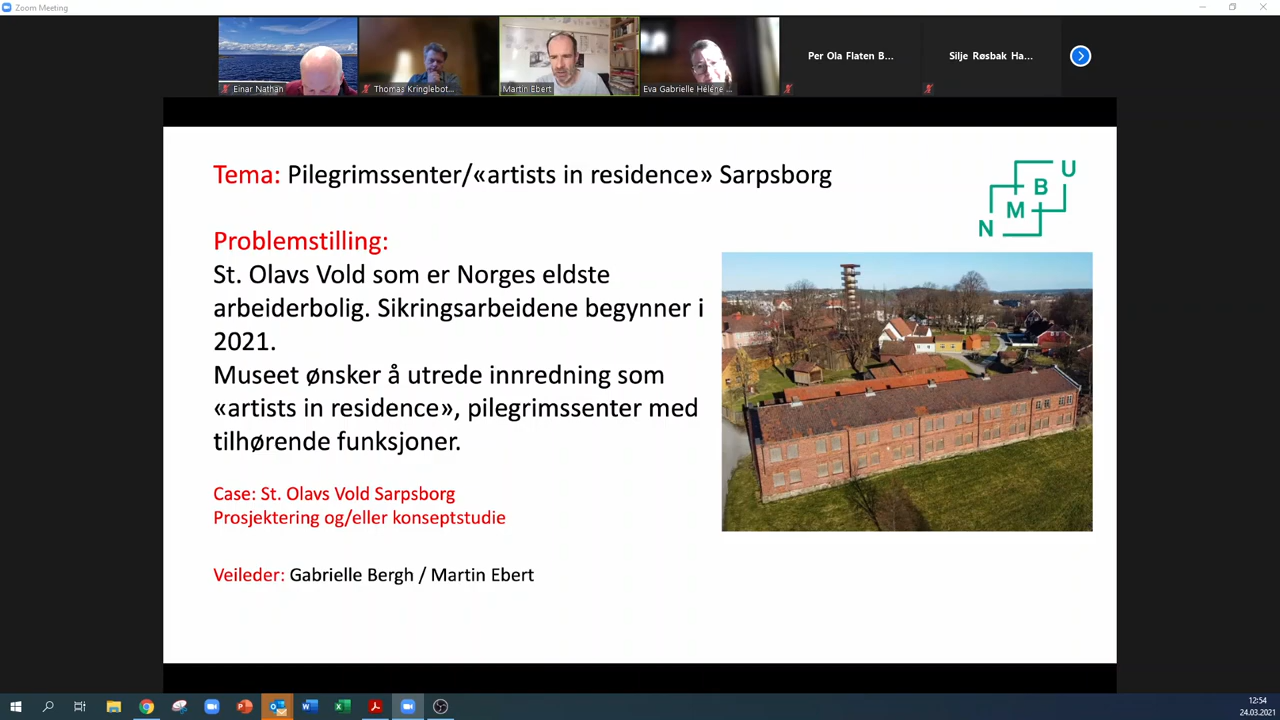 Zoom Meeting
Einar Nathan
Thomas Kringlebot...
Martin Ebert
Eva Gabrielle Hélène ...
Per Ola Flaten B...
Silje Røsbak Ha...
Tema: Pilegrimssenter/«artists in residence» Sarpsborg
N M B U
Problemstilling:
St. Olavs Vold som er Norges eldste
arbeiderbolig. Sikringsarbeidene begynner i
2021.
Museet ønsker å utrede innredning som
«artists in residence», pilegrimssenter med
tilhørende funksjoner.
Case: St. Olavs Vold Sarpsborg
Prosjektering og/eller konseptstudie
Veileder: Gabrielle Bergh / Martin Ebert
12:54
24.03.2021